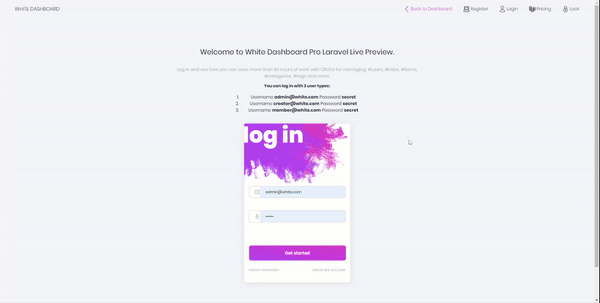 WHITE DASHBOARD
Back to Dashboard
Register
Login
Pricing
Lock
Welcome to White Dashboard Pro Laravel Live Preview.
Log in and see how you can save more than 90 hours of work with CRUDs for managing: #users, #roles, #items,
#categories, #tags and more.
You can log in with 3 user types:
1. Username admin@white.com Password secret
2. Username creator@white.com Password secret
3. Username member@white.com Password secret
log in
admin@white.com
Get started
FORGOT PASSWORD?
CREATE NEW ACCOUNT